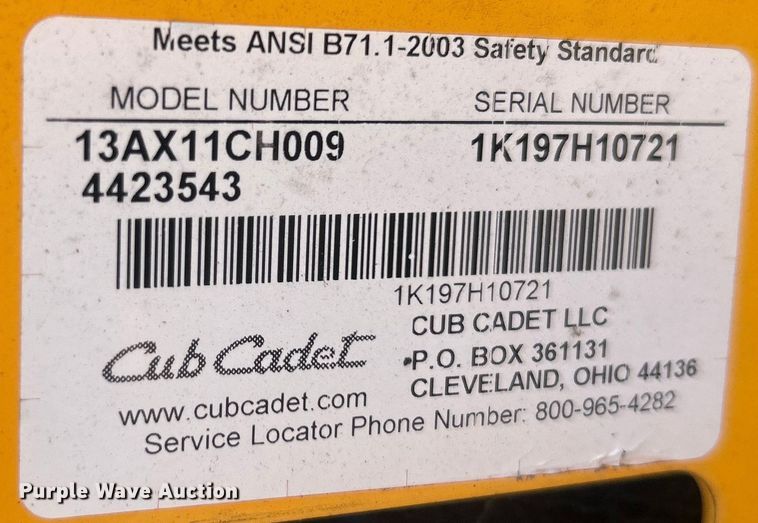 Meets ANSI B71.1-2003 Safety Standard
MODEL NUMBER SERIAL NUMBER
13AX11CH009 1K197H10721
4423543
1K197H10721
Cub Cadet
CUB CADET LLC
P.O. BOX 361131
CLEVELAND, OHIO 44136
www.cubcadet.com
Service Locator Phone Number: 800-965-4282
Purple Wave Auction